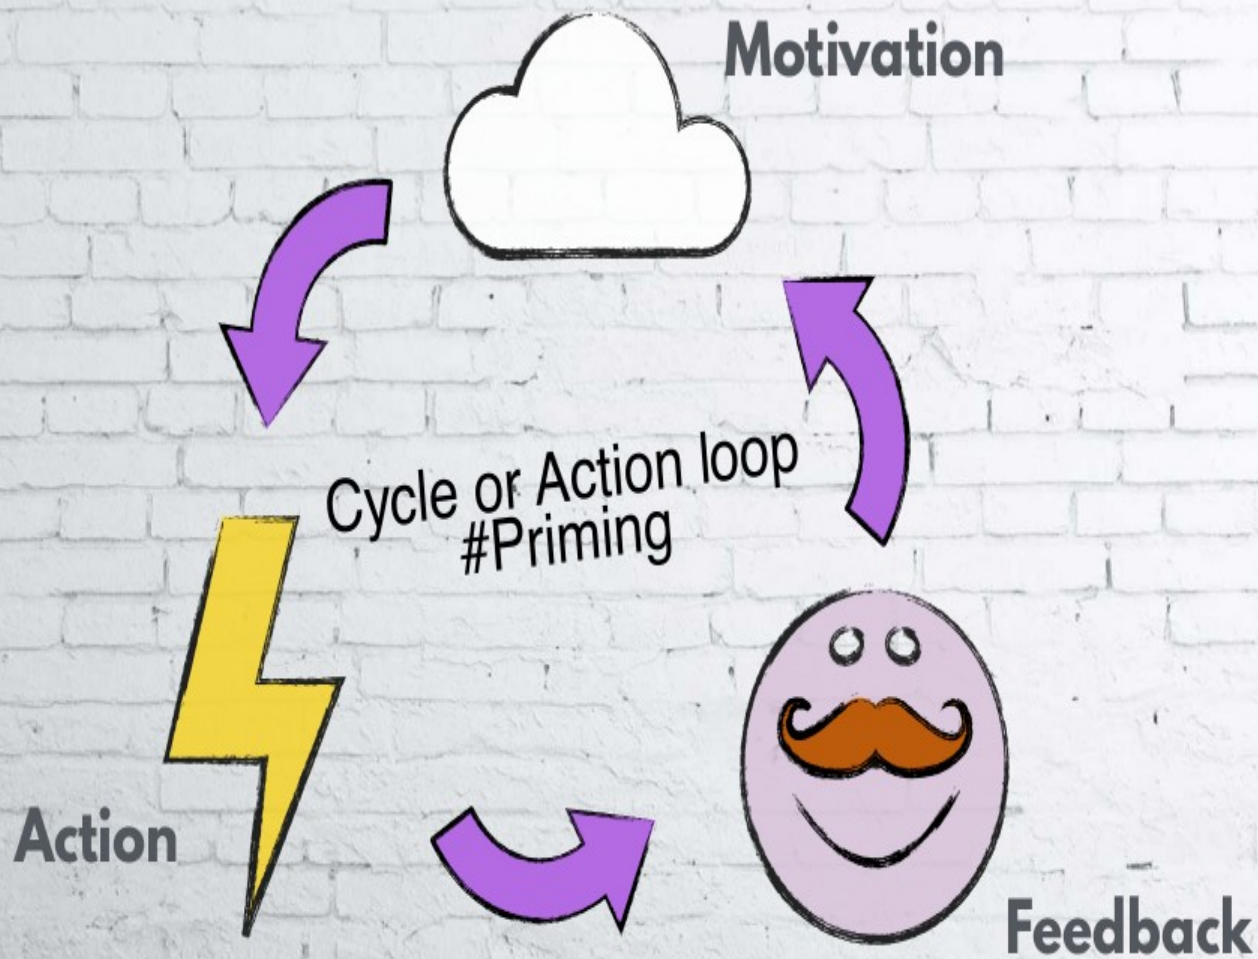 Motivation
Cycle or Action loop
#Priming
Action
Feedback